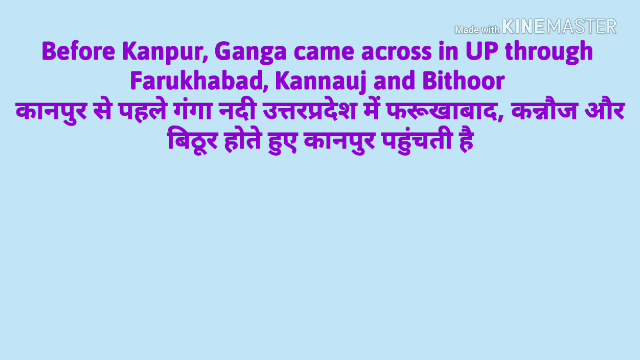 Made with KINEMASTER
Before Kanpur, Ganga came across in UP through
Farukhabad, Kannauj and Bithoor
कानपुर से पहले गंगा नदी उत्तरप्रदेश में फरूखाबाद, कन्नौज और
बिठूर होते हुए कानपुर पहुंचती है